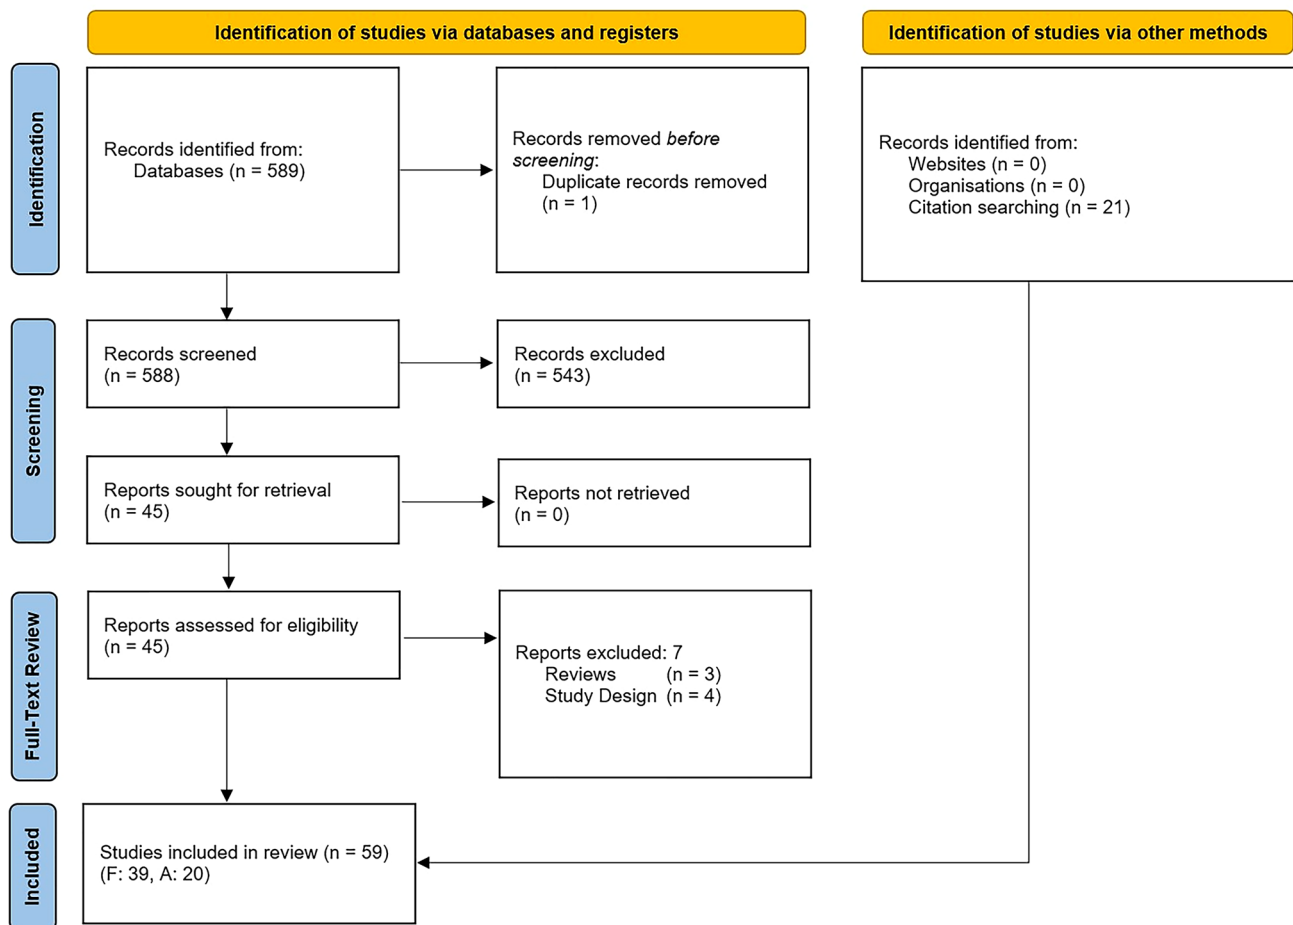 Identification of studies via databases and registers
Identification of studies via other methods
Identification
Records identified from:
Databases (n = 589)
Records removed before
screening:
Duplicate records removed
(n = 1)
Records identified from:
Websites (n = 0)
Organisations (n = 0)
Citation searching (n = 21)
Screening
Records screened
(n = 588)
Records excluded
(n = 543)
Reports sought for retrieval
(n = 45)
Reports not retrieved
(n = 0)
Full-Text Review
Reports assessed for eligibility
(n = 45)
Reports excluded: 7
Reviews (n = 3)
Study Design (n = 4)
Included
Studies included in review (n = 59)
(F: 39, A: 20)